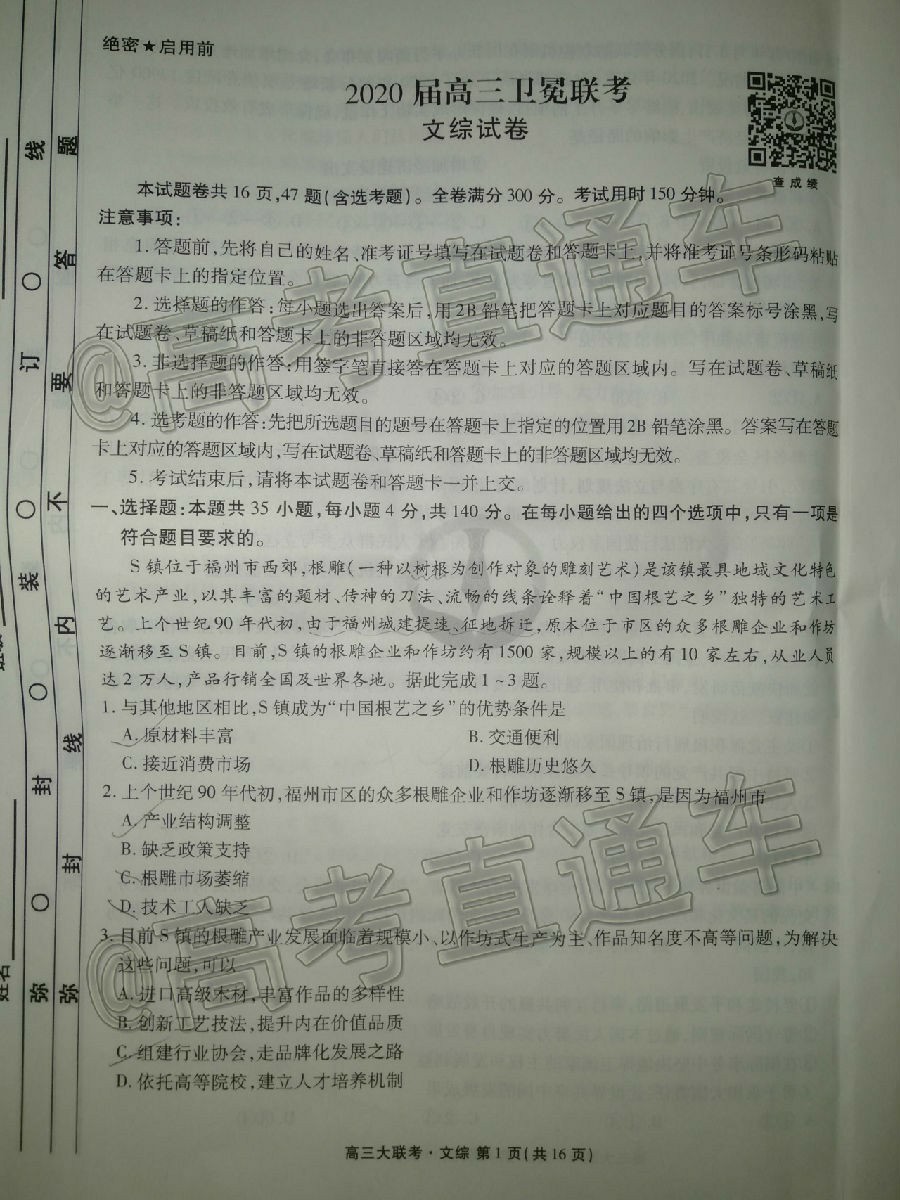 绝密★启用前
2020届高三卫冕联考
文综试卷
查成绩
本试题卷共16页,47题(含选考题)。全卷满分300分。考试用时150分钟。
注意事项:
1.答题前,先将自己的姓名、准考证号填写在试题卷和答题卡上,并将准考证号条形码粘贴
在答题卡上的指定位置。
2.选择题的作答:每小题选出答案后,用2B铅笔把答题卡上对应题目的答案标号涂黑,写
在试题卷、草稿纸和答题卡上的非答题区域均无效。
3.非选择题的作答:用签字笔直接答在答题卡上对应的答题区域内。写在试题卷、草稿纸
和答题卡上的非答题区域均无效。
4.选考题的作答:先把所选题目的题号在答题卡上指定的位置用2B铅笔涂黑。答案写在答题
卡上对应的答题区域内,写在试题卷、草稿纸和答题卡上的非答题区域均无效。
5.考试结束后,请将本试题卷和答题卡一并上交。
一、选择题:本题共35小题,每小题4分,共140分。在每小题给出的四个选项中,只有一项是
符合题目要求的。
S镇位于福州市西郊,根雕(一种以树根为创作对象的雕刻艺术)是该镇最具地域文化特色
的艺术产业,以其丰富的题材、传神的刀法、流畅的线条诠释着“中国根艺之乡”独特的艺术工
艺。上个世纪90年代初,由于福州城建提速、征地拆迁,原本位于市区的众多根雕企业和作坊
逐渐移至S镇。目前,S镇的根雕企业和作坊约有1500家,规模以上的有10家左右,从业人员
达2万人,产品行销全国及世界各地。据此完成1~3题。
1.与其他地区相比,S镇成为“中国根艺之乡”的优势条件是
A.原材料丰富 B.交通便利
C.接近消费市场 D.根雕历史悠久
2.上个世纪90年代初,福州市区的众多根雕企业和作坊逐渐移至S镇,是因为福州市
A.产业结构调整
B.缺乏政策支持
C.根雕市场萎缩
D.技术工人缺乏
3.目前S镇的根雕产业发展面临着规模小、以作坊式生产为主、作品知名度不高等问题,为解决
这些问题,可以
A.进口高级木材,丰富作品的多样性
B.创新工艺技法,提升内在价值品质
C.组建行业协会,走品牌化发展之路
D.依托高等院校,建立人才培养机制
高三大联考·文综 第1页(共16页)
弥 封 装 订 线
弥 封 线 内 不 要 答 题
姓名
@高考直通车
@高考直通车